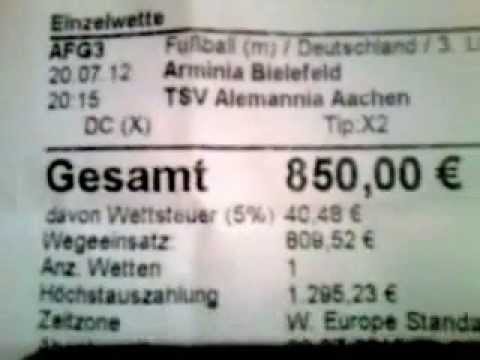 Einzelwette
AFG3 Fußball (m) / Deutschland / 3. Li
20.07.12 Arminia Bielefeld
20:15 TSV Alemannia Aachen
DC (X) Tip:X2
Gesamt 850,00 €
davon Wettsteuer (5%) 40,48 €
Wegeeinsatz: 809,52 €
Anz. Wetten 1
Höchstauszahlung 1.295,23 €
Zeitzone W. Europe Standa